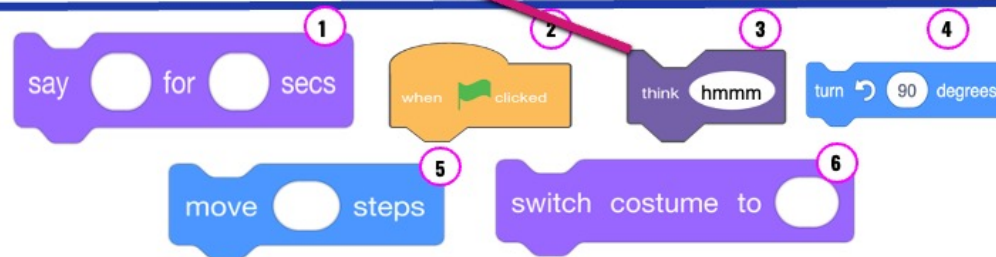 1
say for secs
2
when clicked
3
think hmmm
4
turn 90 degrees
5
move steps
6
switch costume to